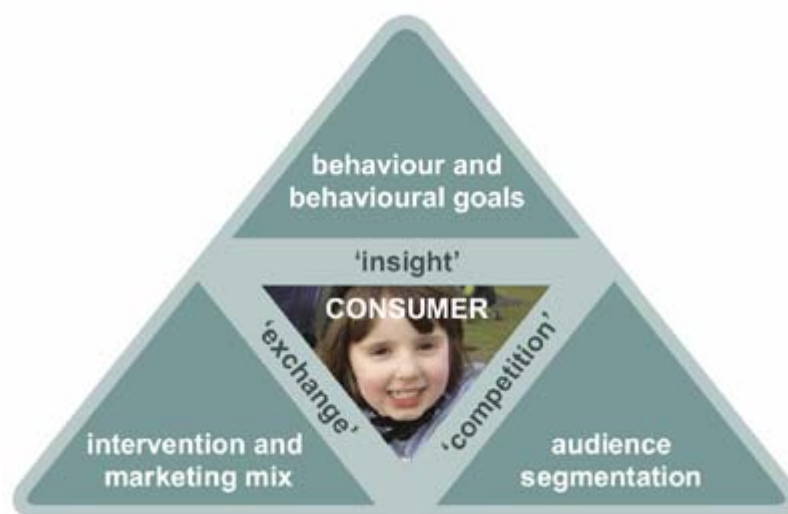 behaviour and
behavioural goals
‘insight’
CONSUMER
‘exchange’
‘competition’
intervention and
marketing mix
audience
segmentation